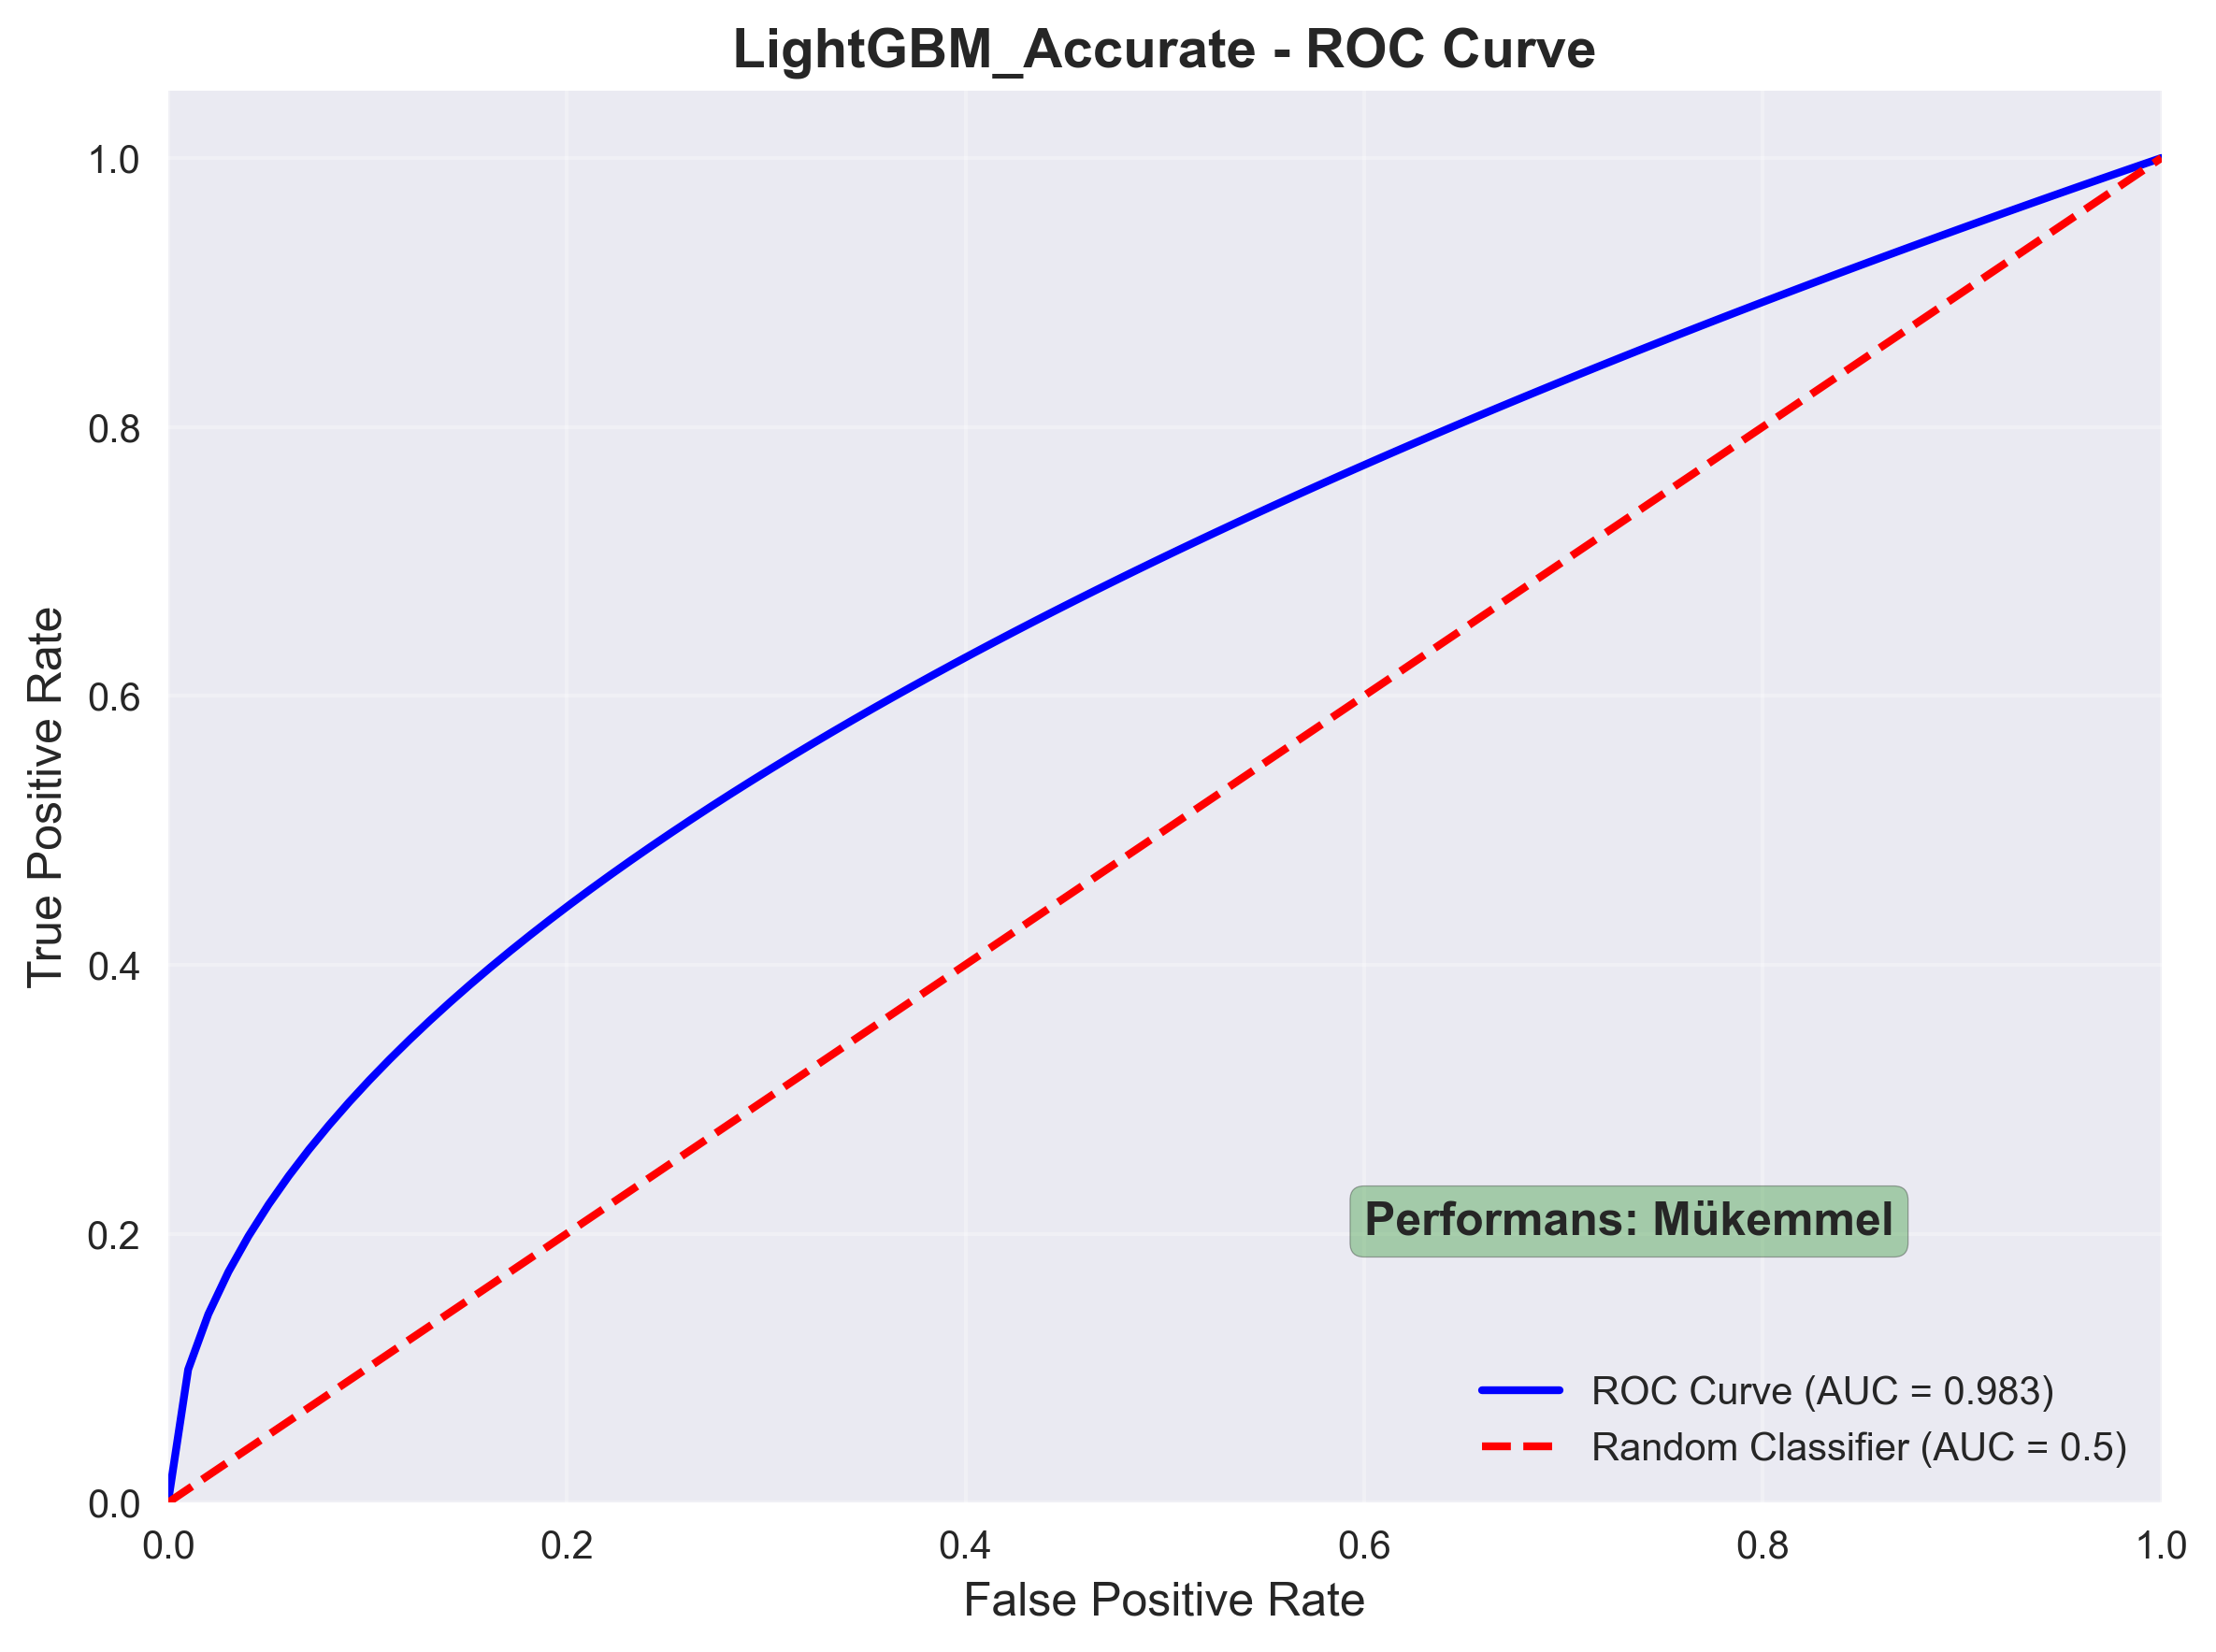 LightGBM_Accurate - ROC Curve
True Positive Rate
1.0
0.8
0.6
0.4
0.2
0.0
Performans: Mükemmel
ROC Curve (AUC = 0.983)
Random Classifier (AUC = 0.5)
0.0 0.2 0.4 0.6 0.8 1.0
False Positive Rate